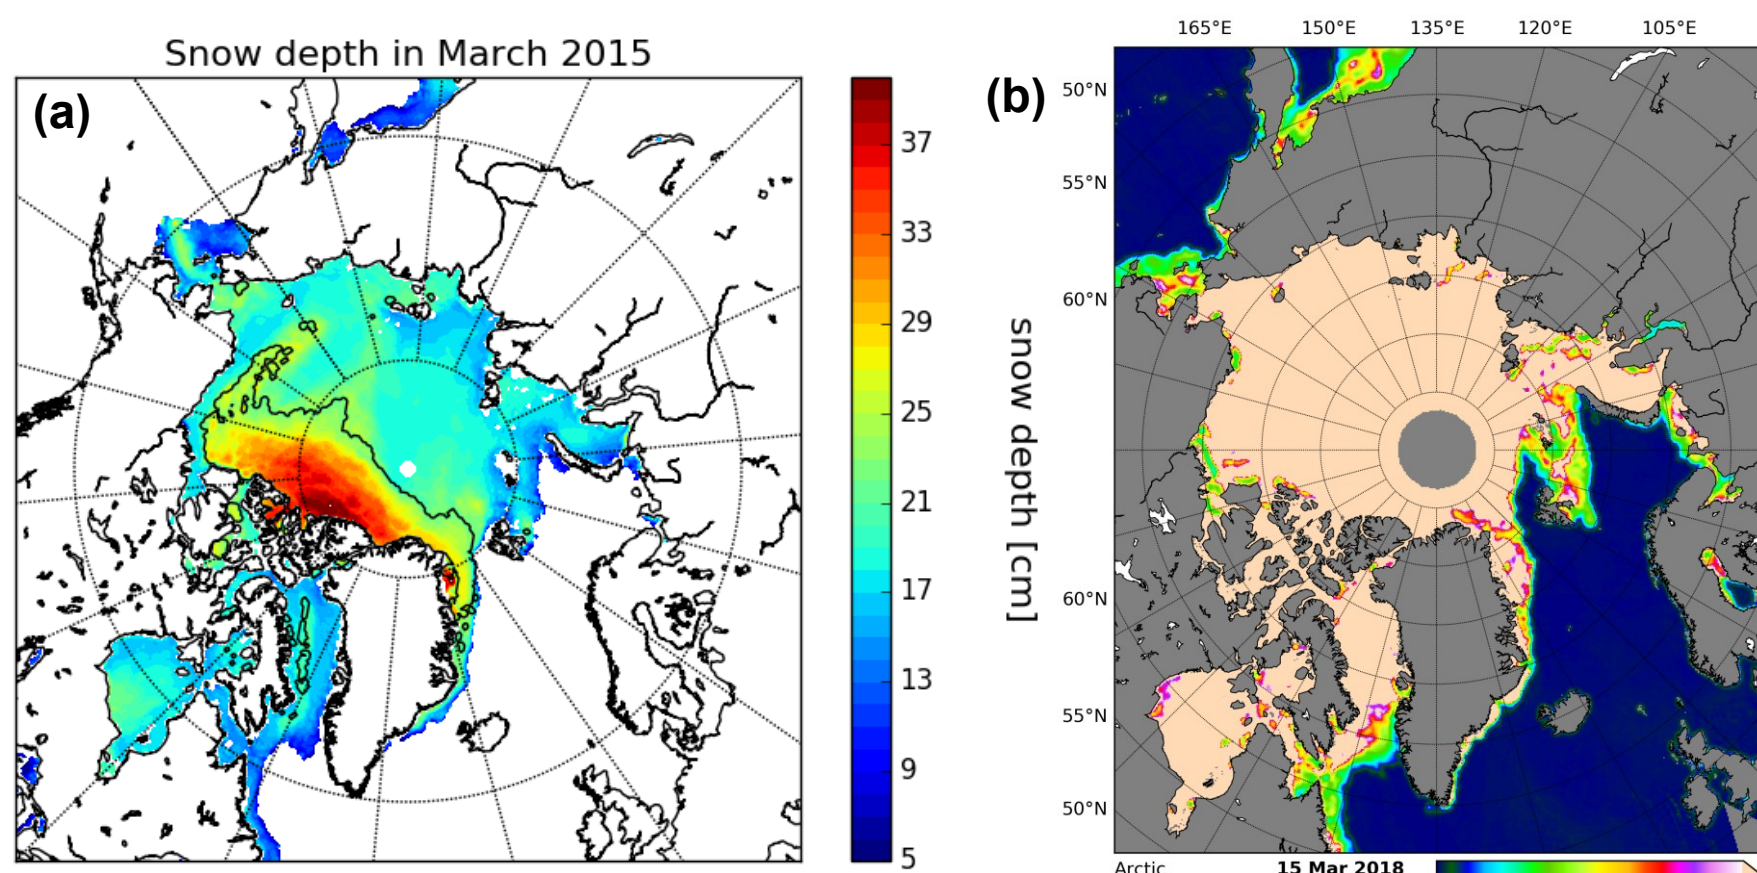 Snow depth in March 2015
(a)
37
33
29
25
21
17
13
9
5
snow depth [cm]
(b)
165°E 150°E 135°E 120°E 105°E
50°N
55°N
60°N
60°N
55°N
50°N
Arctic 15 Mar 2018